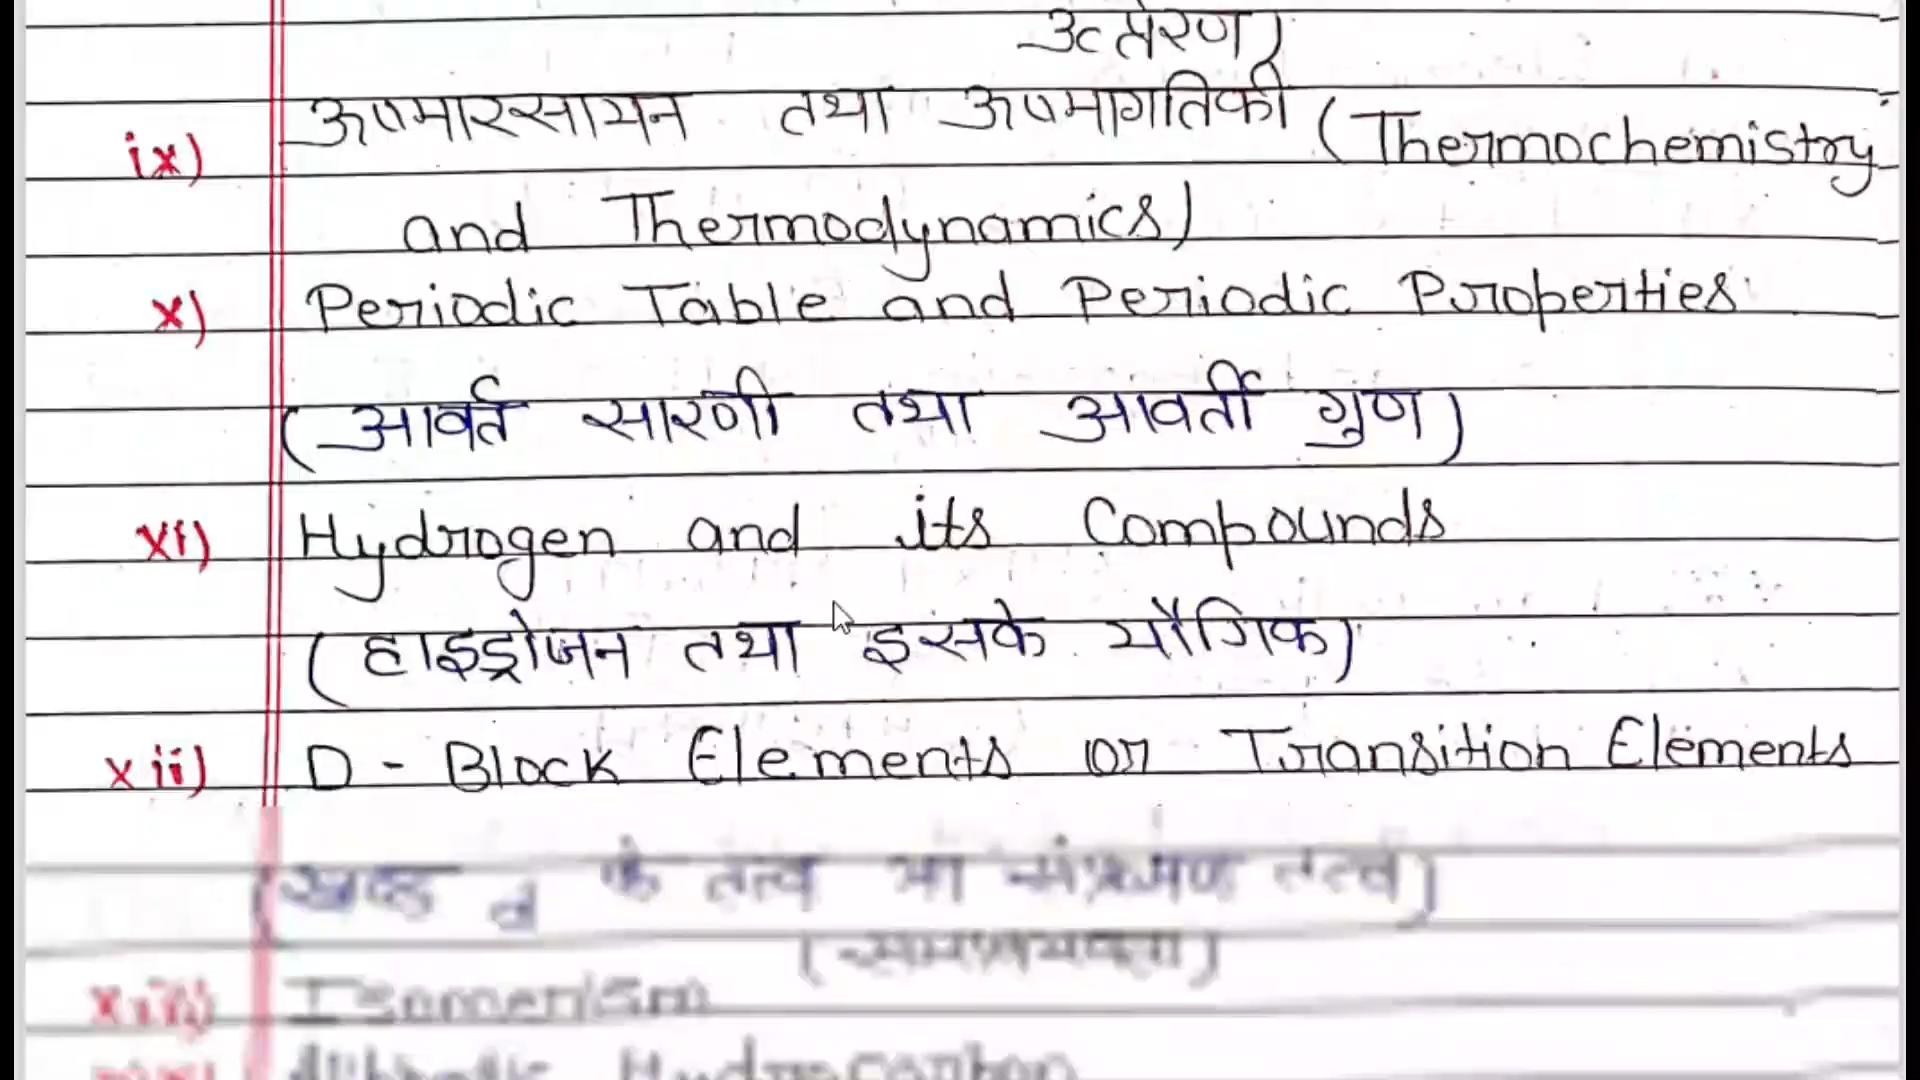 उत्प्रेरण)
ix) ऊष्मारसायन तथा ऊष्मागतिकी (Thermochemistry
and Thermodynamics)
x) Periodic Table and Periodic Properties
(आवर्त सारणी तथा आवर्ती गुण)
xi) Hydrogen and its Compounds
(हाइड्रोजन तथा इसके यौगिक)
xii) D - Block Elements or Transition Elements
के तत्व या संक्रमण तत्व)
xiii) Isomerism
Hydrocarbon